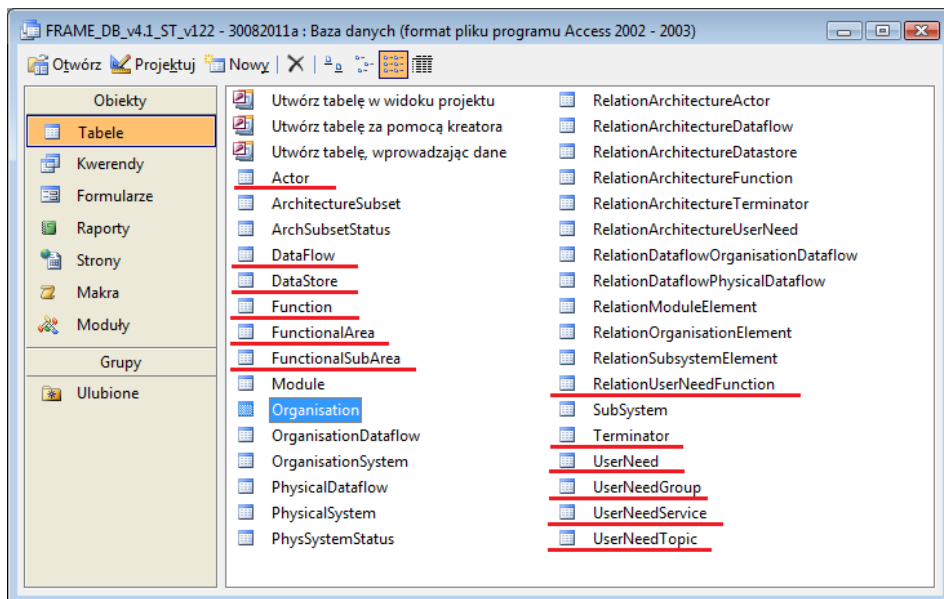 FRAME_DB_v4.1_ST_v122 - 30082011a : Baza danych (format pliku programu Access 2002 - 2003)
Otwórz Projektuj Nowy
Obiekty
Tabele
Kwerendy
Formularze
Raporty
Strony
Makra
Moduły
Grupy
Ulubione
Utwórz tabelę w widoku projektu
Utwórz tabelę za pomocą kreatora
Utwórz tabelę, wprowadzając dane
Actor
ArchitectureSubset
ArchSubsetStatus
DataFlow
DataStore
Function
FunctionalArea
FunctionalSubArea
Module
Organisation
OrganisationDataflow
OrganisationSystem
PhysicalDataflow
PhysicalSystem
PhysSystemStatus
RelationArchitectureActor
RelationArchitectureDataflow
RelationArchitectureDatastore
RelationArchitectureFunction
RelationArchitectureTerminator
RelationArchitectureUserNeed
RelationDataflowOrganisationDataflow
RelationDataflowPhysicalDataflow
RelationModuleElement
RelationOrganisationElement
RelationSubsystemElement
RelationUserNeedFunction
SubSystem
Terminator
UserNeed
UserNeedGroup
UserNeedService
UserNeedTopic